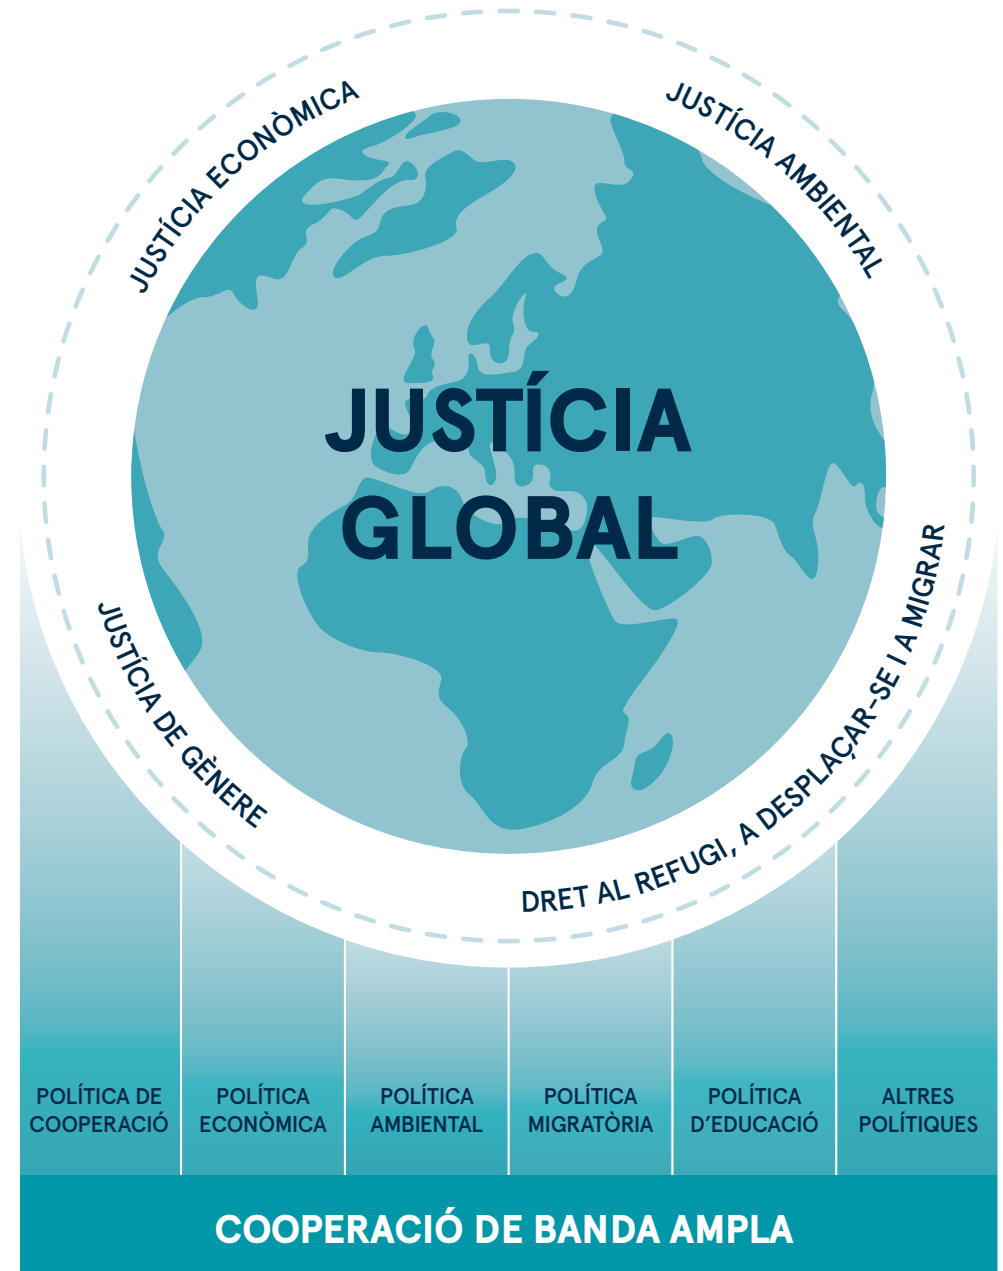 JUSTÍCIA ECONÒMICA
JUSTÍCIA AMBIENTAL
JUSTÍCIA
GLOBAL
JUSTÍCIA DE GÈNERE
DRET AL REFUGI, A DESPLAÇAR-SE I A MIGRAR
POLÍTICA DE
COOPERACIÓ
POLÍTICA
ECONÒMICA
POLÍTICA
AMBIENTAL
POLÍTICA
MIGRATÒRIA
POLÍTICA
D’EDUCACIÓ
ALTRES
POLÍTIQUES
COOPERACIÓ DE BANDA AMPLA